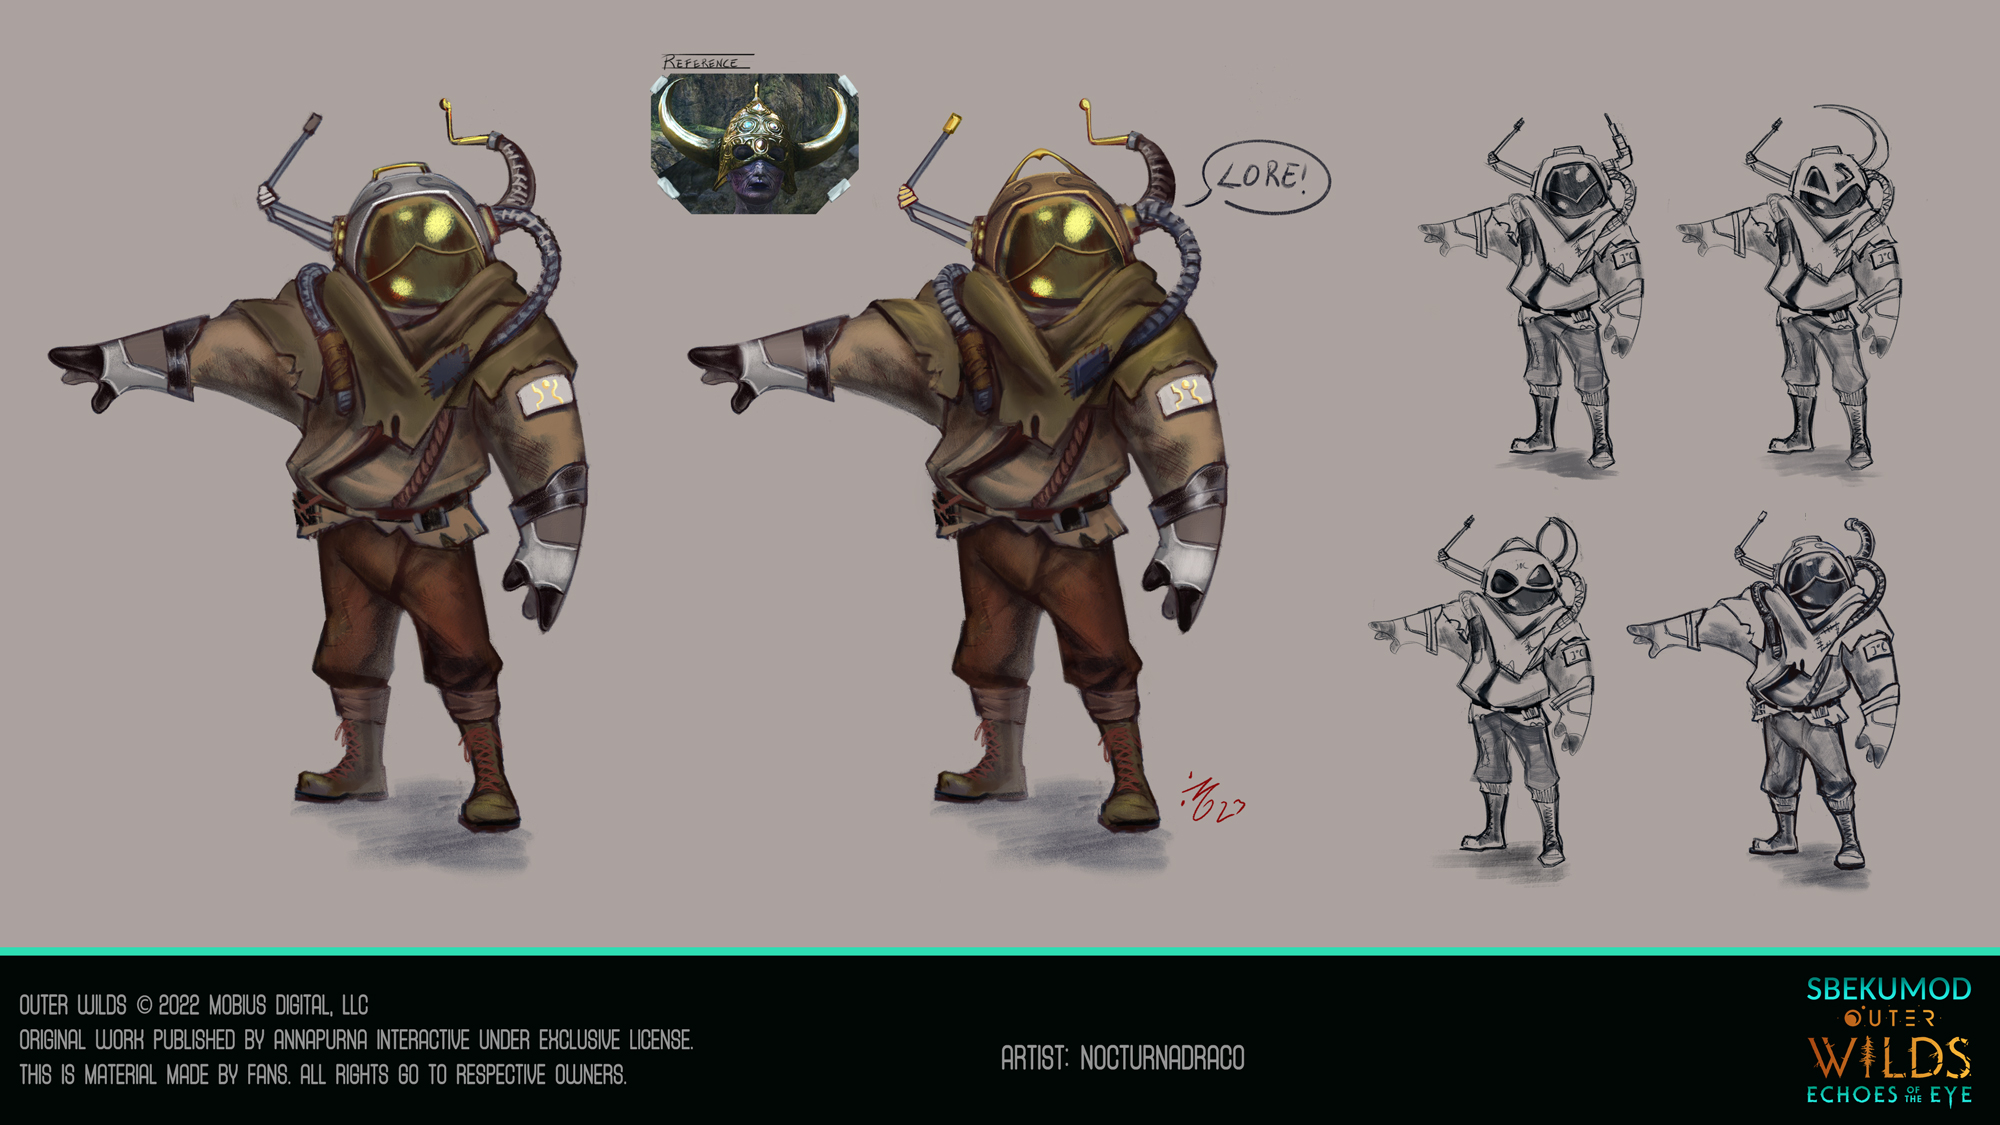 REFERENCE
LORE!
23
OUTER WILDS © 2022 MOBIUS DIGITAL, LLC
ORIGINAL WORK PUBLISHED BY ANNAPURNA INTERACTIVE UNDER EXCLUSIVE LICENSE.
THIS IS MATERIAL MADE BY FANS. ALL RIGHTS GO TO RESPECTIVE OWNERS.
ARTIST: NOCTURNADRACO
SBEKUMOD
OUTER
WILDS
ECHOES OF THE EYE